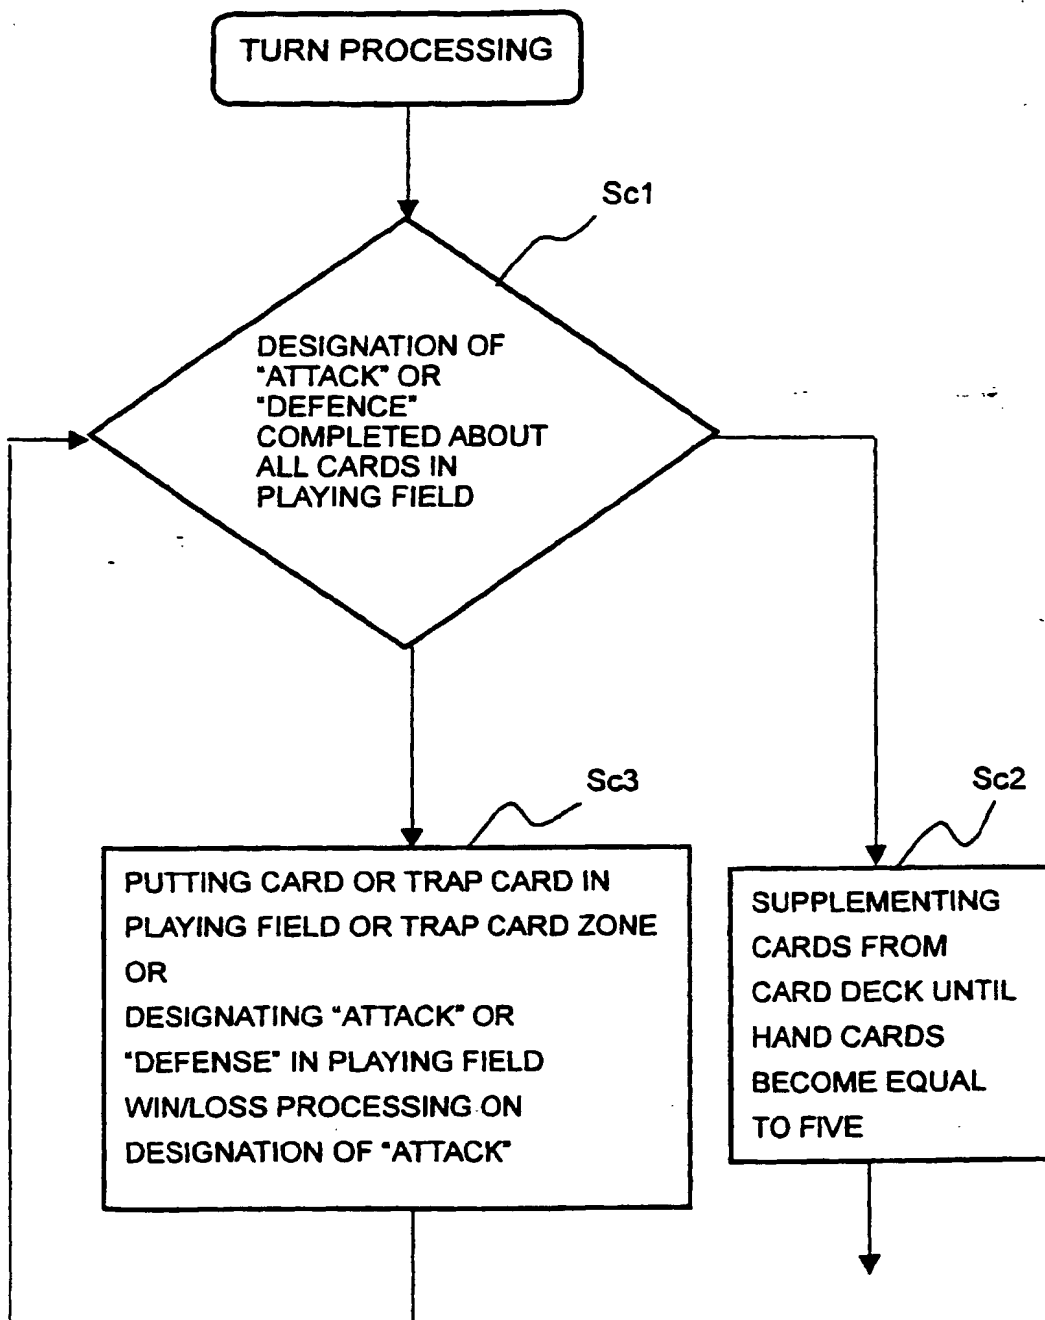 TURN PROCESSING
Sc1
DESIGNATION OF
"ATTACK" OR
"DEFENCE"
COMPLETED ABOUT
ALL CARDS IN
PLAYING FIELD
Sc3
PUTTING CARD OR TRAP CARD IN
PLAYING FIELD OR TRAP CARD ZONE
OR
DESIGNATING "ATTACK" OR
"DEFENSE" IN PLAYING FIELD
WIN/LOSS PROCESSING ON
DESIGNATION OF "ATTACK"
Sc2
SUPPLEMENTING
CARDS FROM
CARD DECK UNTIL
HAND CARDS
BECOME EQUAL
TO FIVE